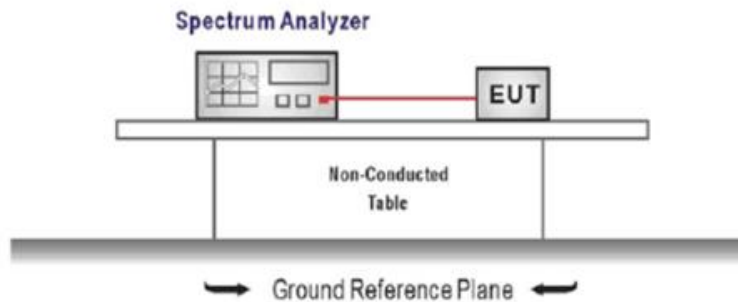 Spectrum Analyzer
EUT
Non-Conducted
Table
Ground Reference Plane